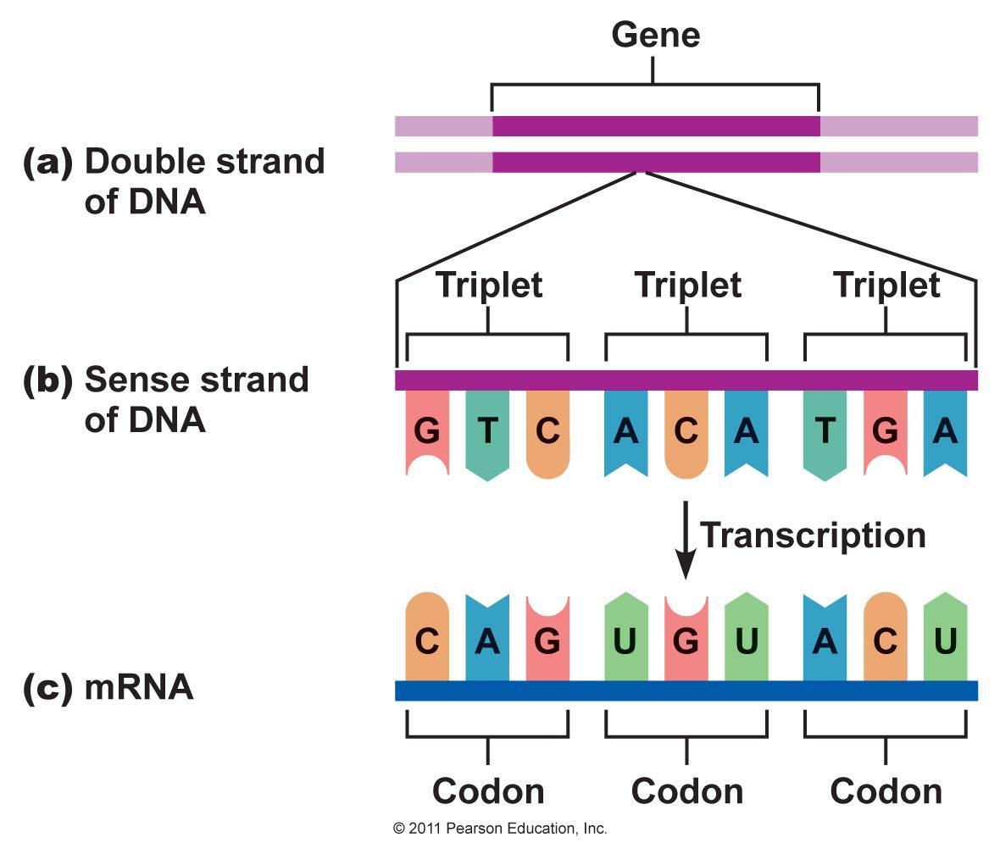 Gene
(a) Double strand
of DNA
Triplet Triplet Triplet
(b) Sense strand
of DNA
G T C A C A T G A
Transcription
C A G U G U A C U
(c) mRNA
Codon Codon Codon
© 2011 Pearson Education, Inc.